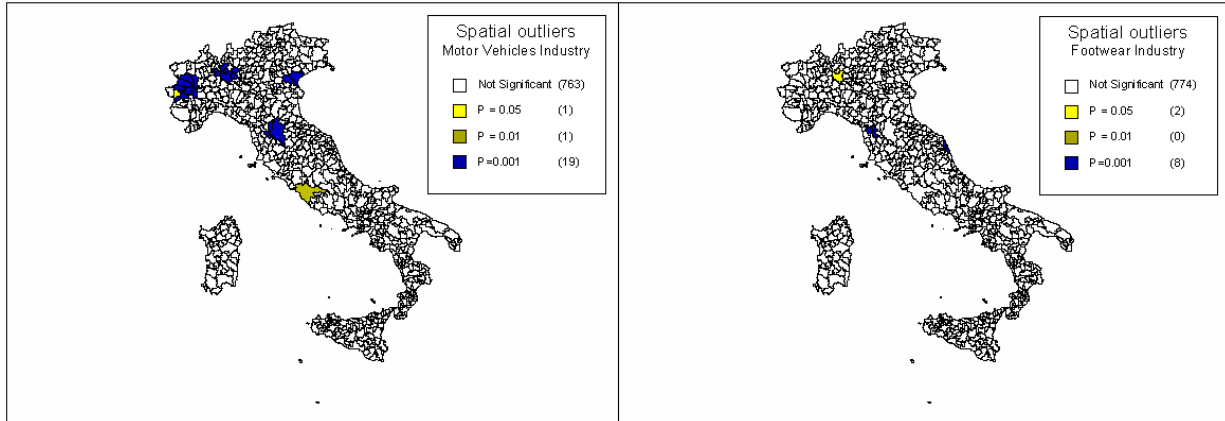 Spatial outliers
Motor Vehicles Industry
Not Significant (763)
P = 0.05 (1)
P = 0.01 (1)
P=0.001 (19)
Spatial outliers
Footwear Industry
Not Significant (774)
P = 0.05 (2)
P = 0.01 (0)
P=0.001 (8)